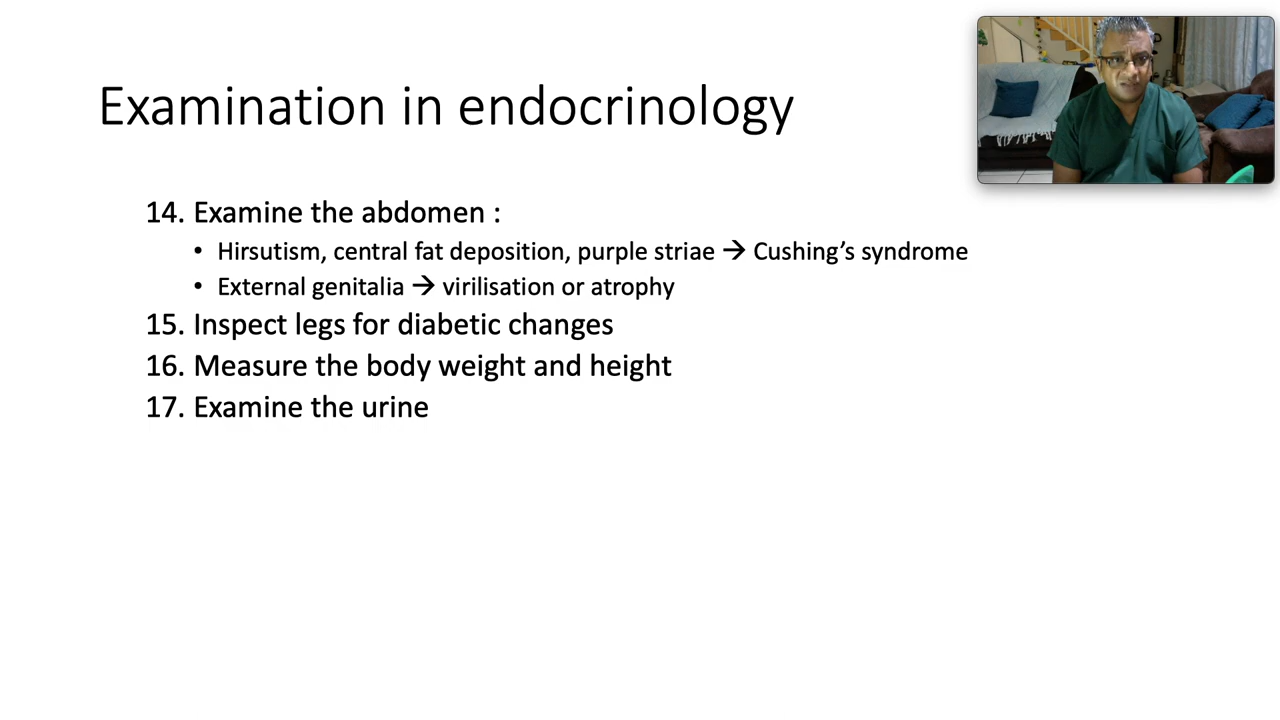 Examination in endocrinology
14. Examine the abdomen :
• Hirsutism, central fat deposition, purple striae → Cushing’s syndrome
• External genitalia → virilisation or atrophy
15. Inspect legs for diabetic changes
16. Measure the body weight and height
17. Examine the urine